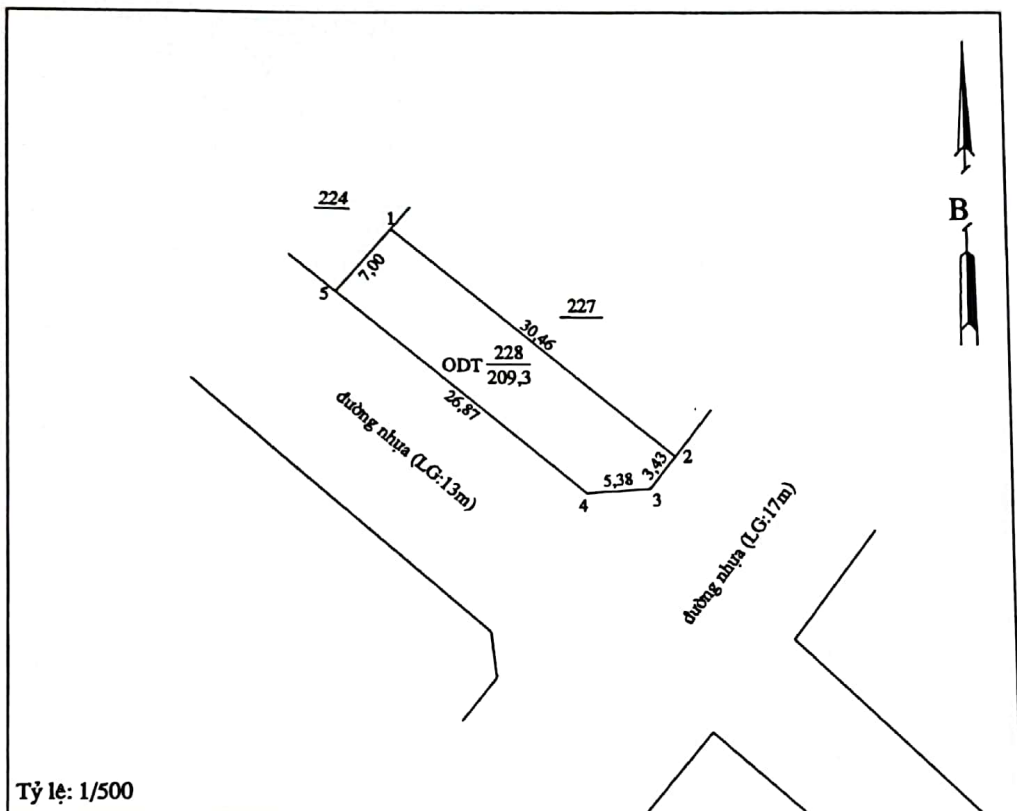 224
1
B
7,00
5
227
30,46
ODT 228
209,3
26,87
đường nhựa (LG:13m)
3,43
2
5,38
4
3
đường nhựa (LG:17m)
Tỷ lệ: 1/500